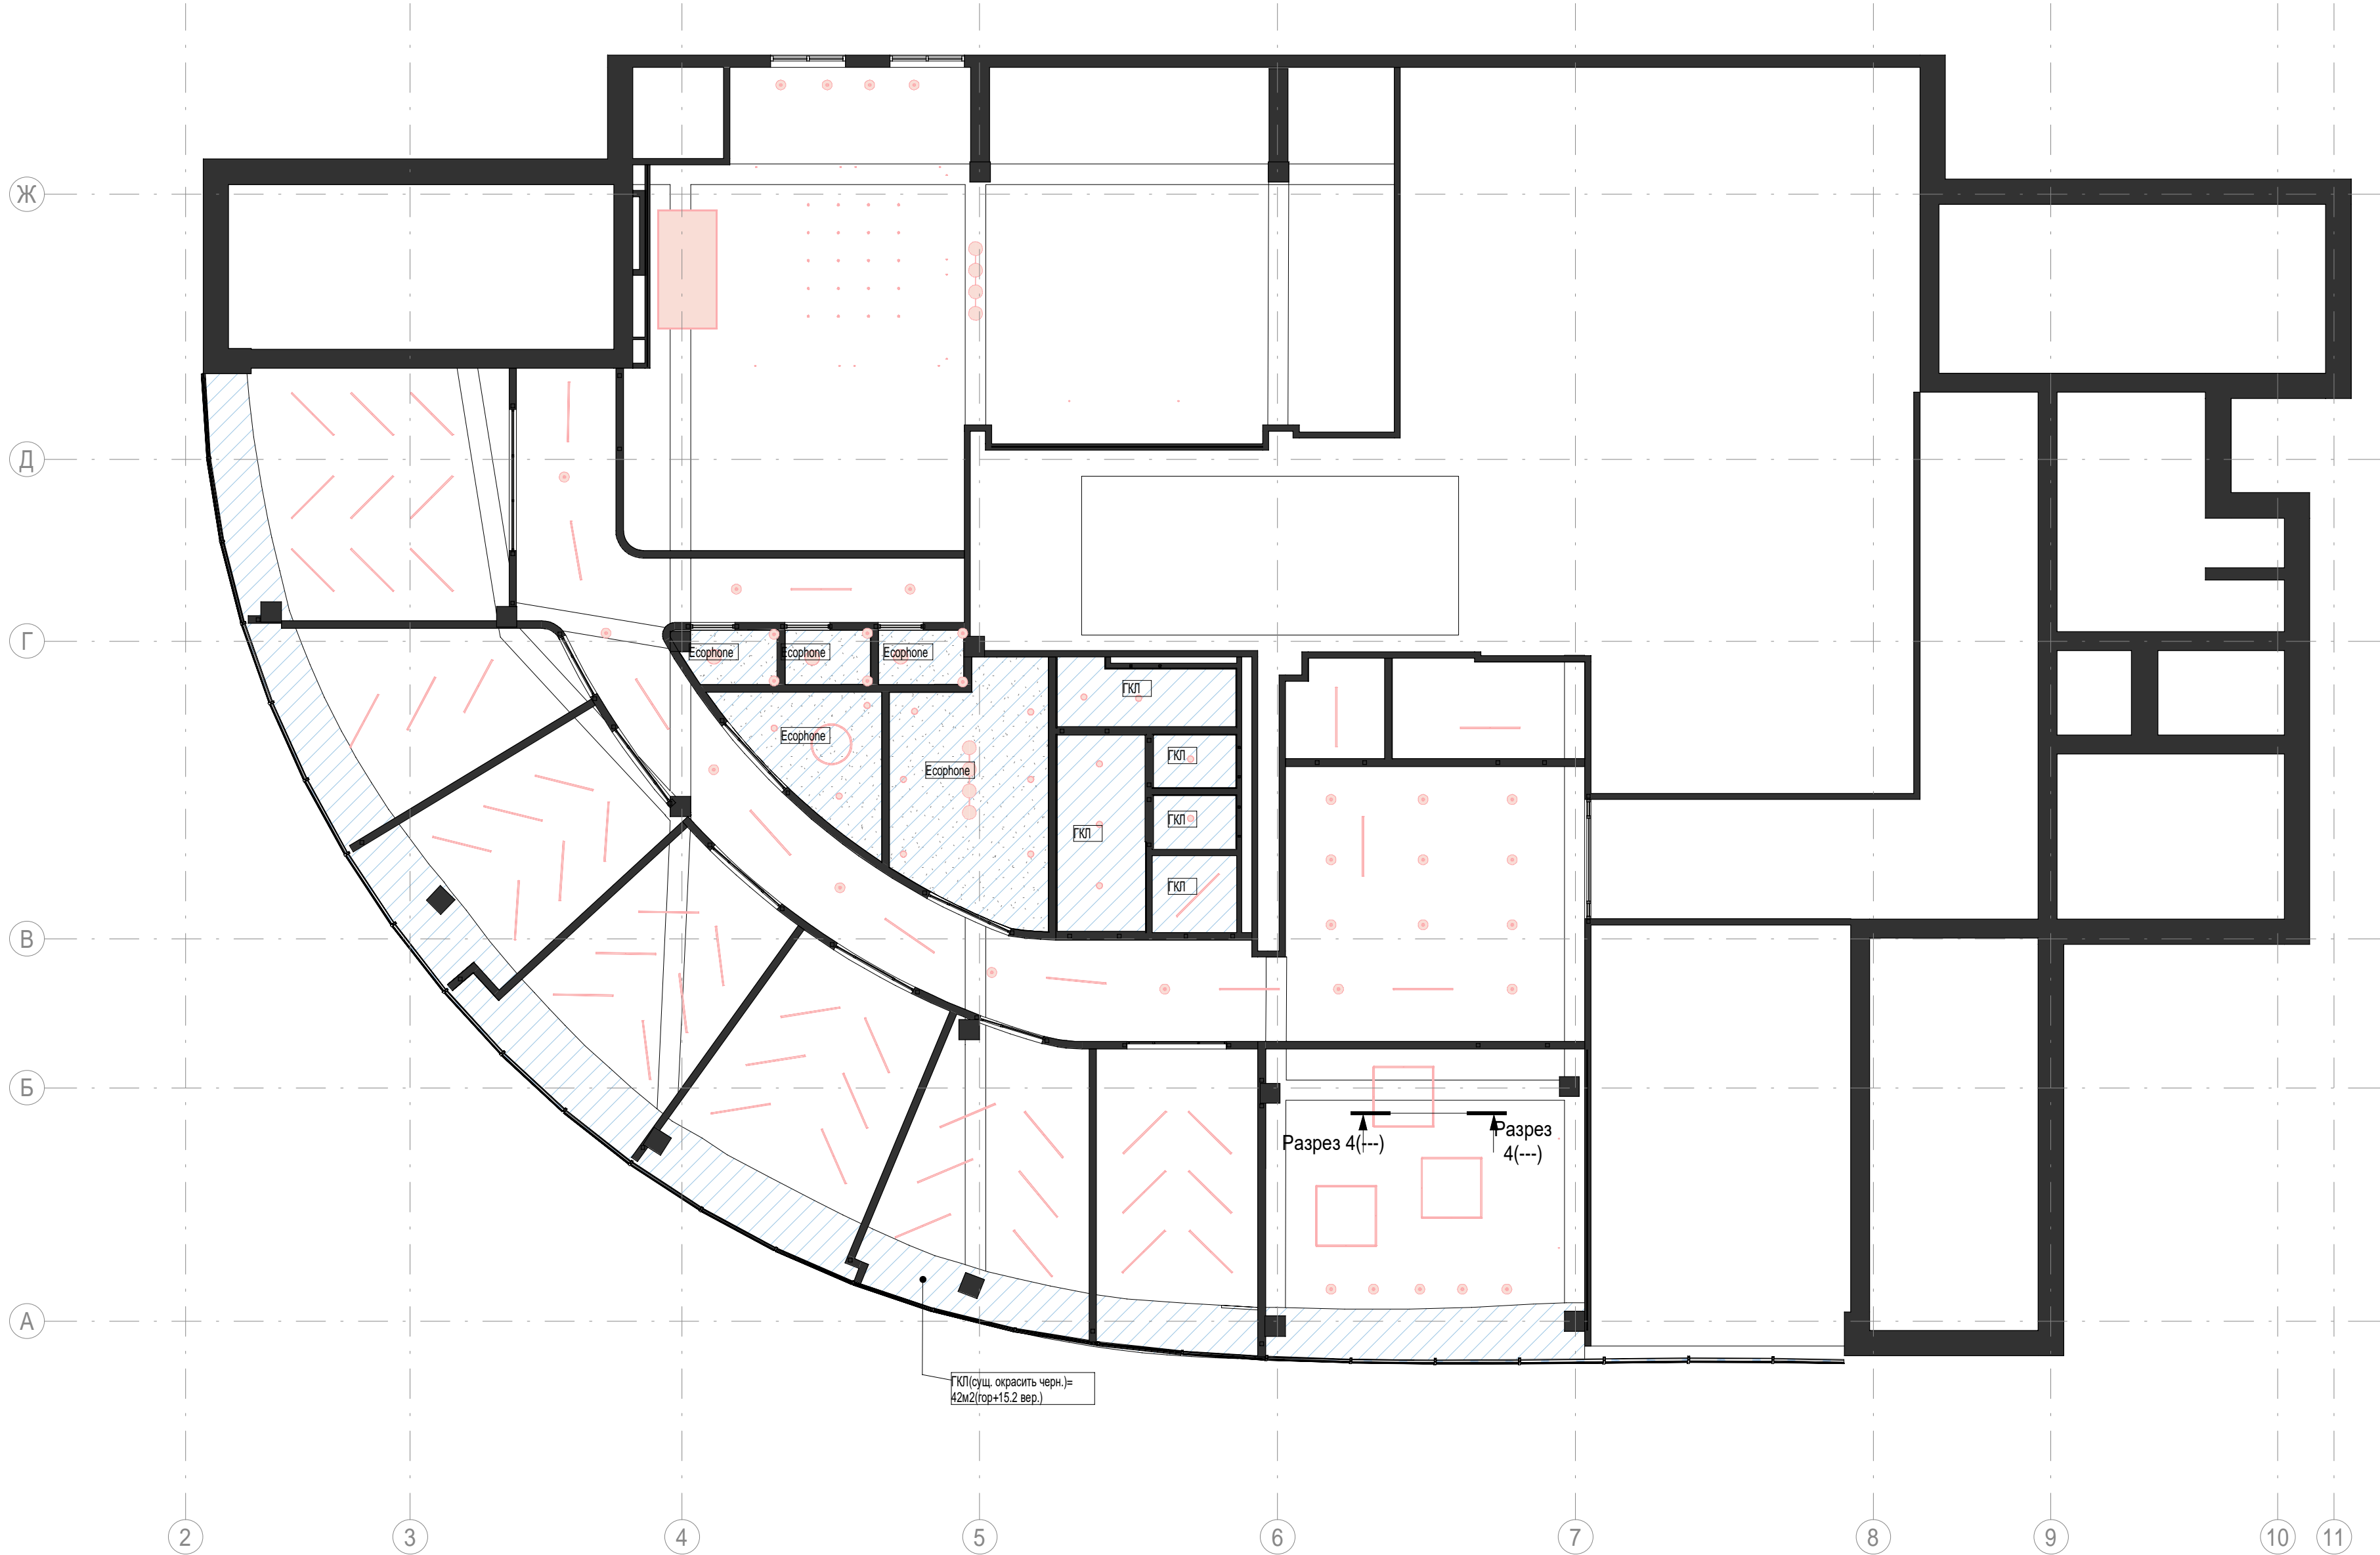 Ж
Д
Г
Ecophone
Ecophone
Ecophone
ГКЛ
Ecophone
ГКЛ
Ecophone
ГКЛ
ГКЛ
ГКЛ
В
Б
Разрез 4(---)
Разрез
4(---)
А
ГКЛ(сущ. окрасить черн.)=
42м2(гор+15.2 вер.)
2
3
4
5
6
7
8
9
10
11